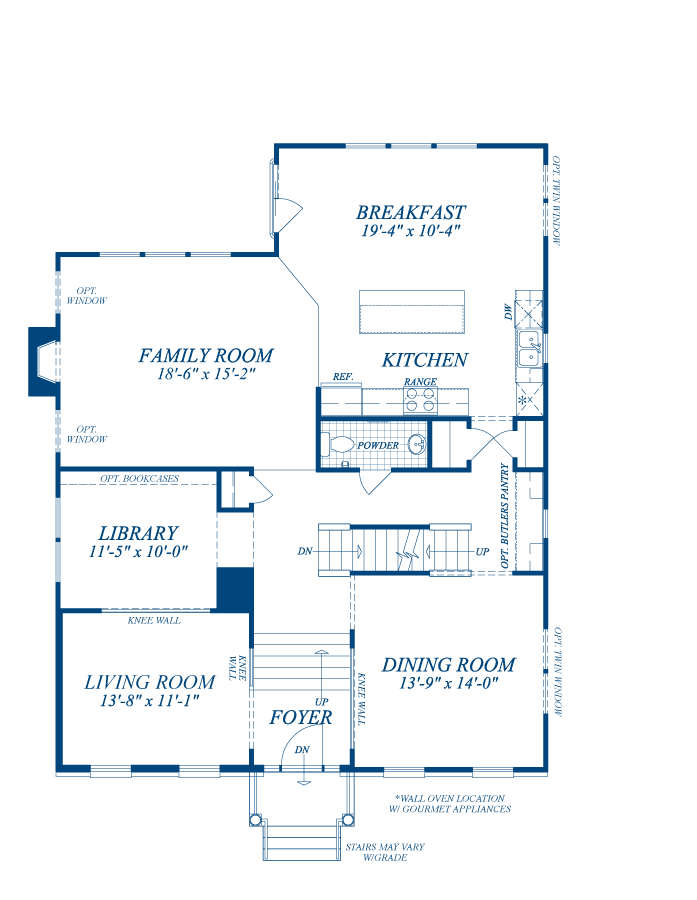 OPT. TWIN WINDOW
BREAKFAST
19'-4" x 10'-4"
OPT.
WINDOW
DW
FAMILY ROOM
18'-6" x 15'-2"
KITCHEN
REF.
RANGE
*
OPT.
WINDOW
POWDER
OPT. BOOKCASES
OPT. BUTLERS PANTRY
LIBRARY
11'-5" x 10'-0"
DN
UP
KNEE WALL
OPT. TWIN WINDOW
KNEE
WALL
DINING ROOM
13'-9" x 14'-0"
LIVING ROOM
13'-8" x 11'-1"
KNEE WALL
UP
FOYER
DN
*WALL OVEN LOCATION
W/ GOURMET APPLIANCES
STAIRS MAY VARY
W/GRADE